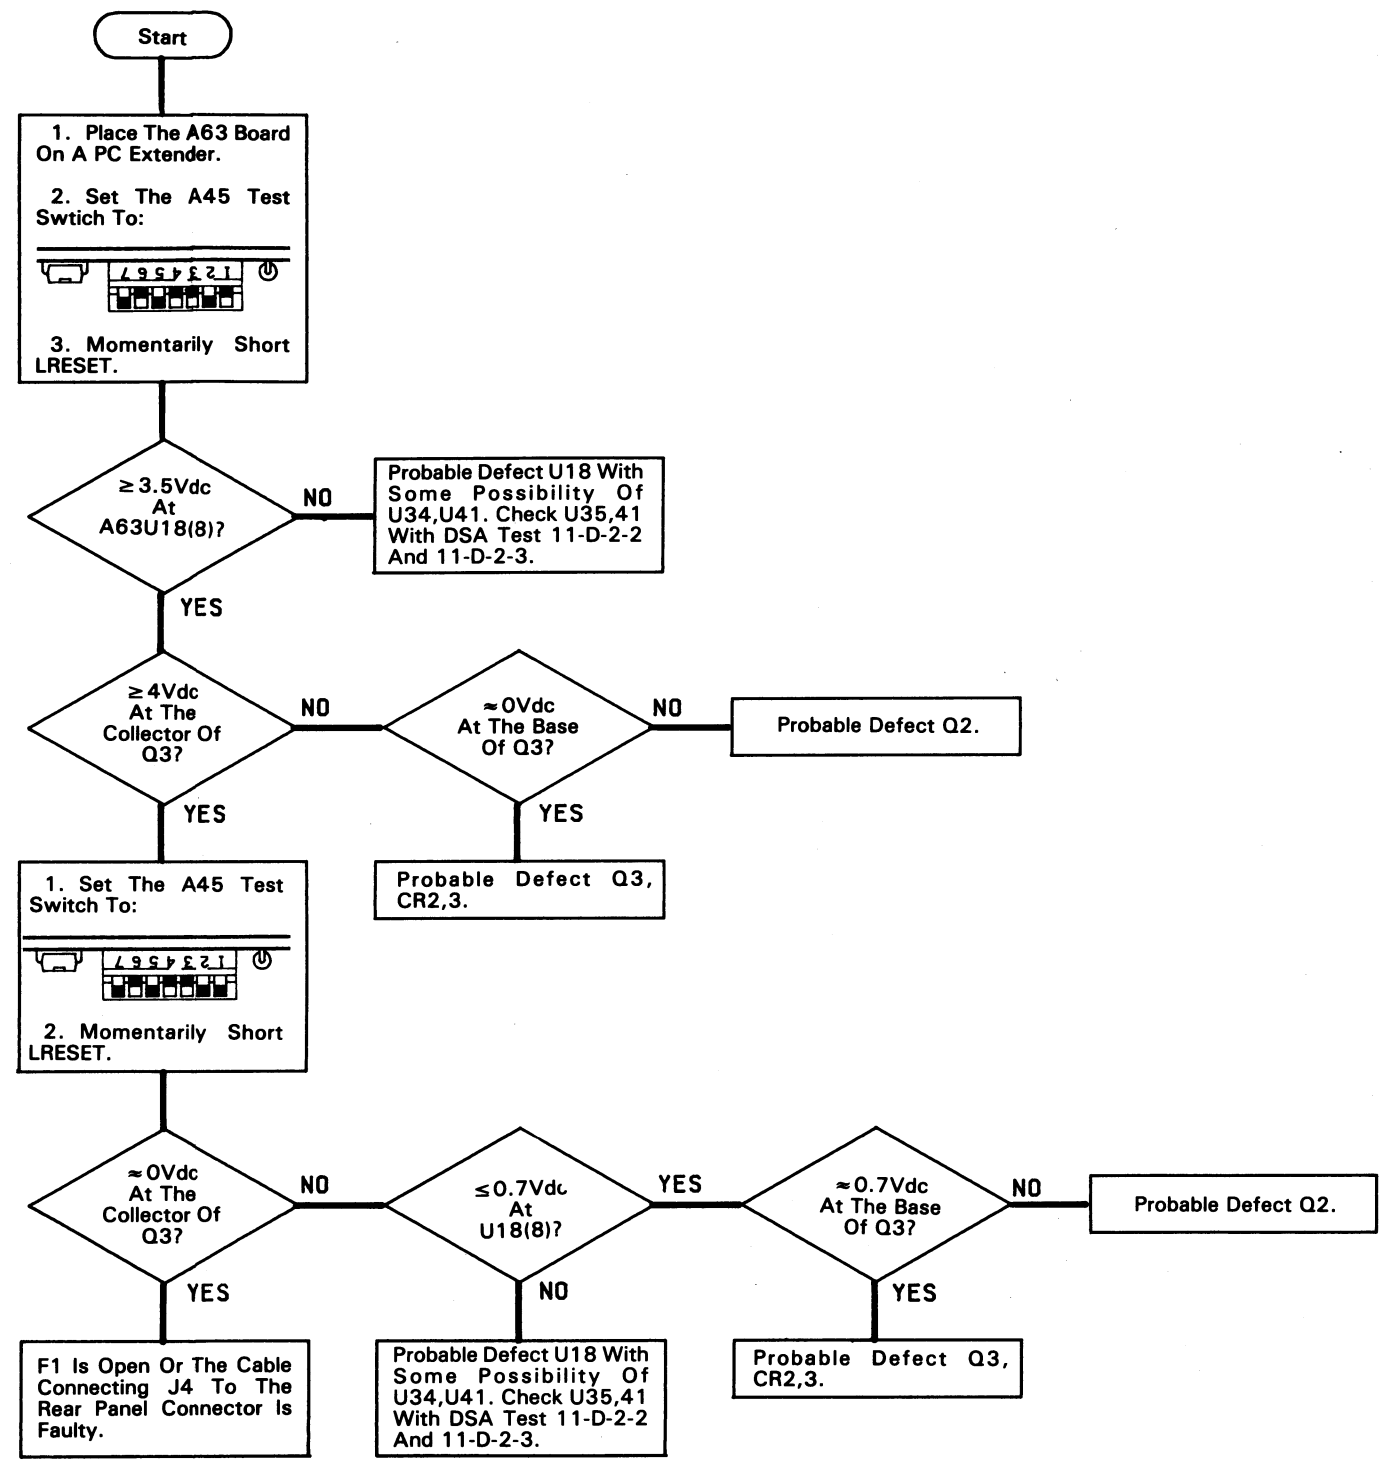 Start
1. Place The A63 Board
On A PC Extender.
2. Set The A45 Test
Swtich To:
7 6 5 4 3 2 1
3. Momentarily Short
LRESET.
≥3.5Vdc
At
A63U18(8)?
NO
Probable Defect U18 With
Some Possibility Of
U34,U41. Check U35,41
With DSA Test 11-D-2-2
And 11-D-2-3.
YES
≥4Vdc
At The
Collector Of
Q3?
NO
≈0Vdc
At The Base
Of Q3?
NO
Probable Defect Q2.
YES
YES
Probable Defect Q3,
CR2,3.
1. Set The A45 Test
Switch To:
7 6 5 4 3 2 1
2. Momentarily Short
LRESET.
≈0Vdc
At The
Collector Of
Q3?
NO
≤0.7Vdc
At
U18(8)?
YES
≈0.7Vdc
At The Base
Of Q3?
NO
Probable Defect Q2.
YES
NO
YES
F1 Is Open Or The Cable
Connecting J4 To The
Rear Panel Connector Is
Faulty.
Probable Defect U18 With
Some Possibility Of
U34,U41. Check U35,41
With DSA Test 11-D-2-2
And 11-D-2-3.
Probable Defect Q3,
CR2,3.